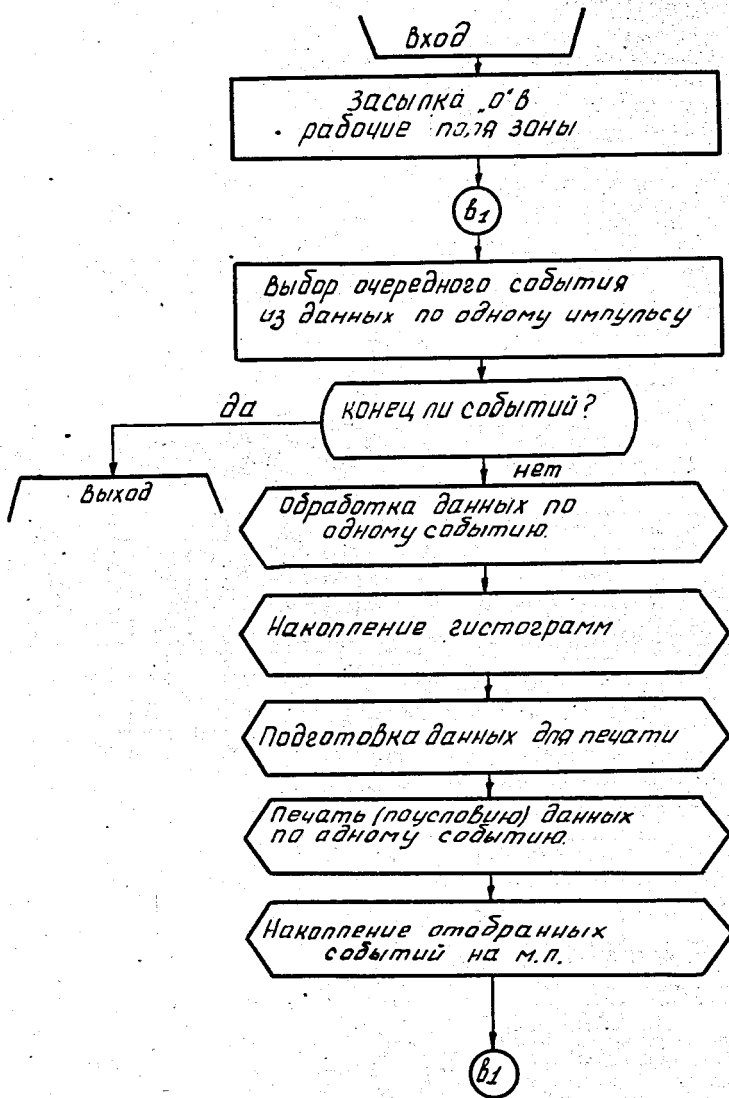 вход
Засылка „0“ в
рабочие поля зоны
в1
Выбор очередного события
из данных по одному импульсу
конец ли событий?
да
нет
выход
Обработка данных по
одному событию.
Накопление гистограмм
Подготовка данных для печати
Печать (по условию) данных
по одному событию.
Накопление отобранных
событий на м.л.
в1